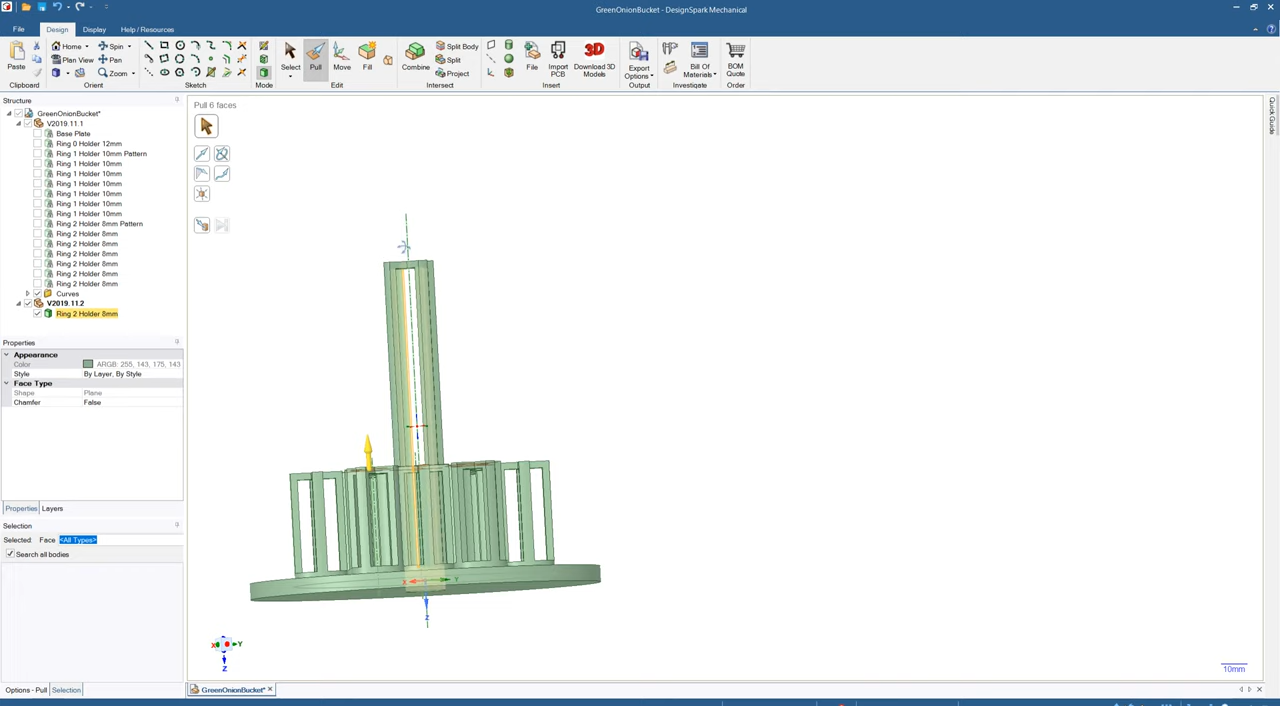 GreenOnionBucket - DesignSpark Mechanical
File Design Display Help / Resources
Home Spin
Plan View Pan
Zoom
Paste
Select Pull Move Fill
Combine
Split Body
Split
Project
File Import PCB Download 3D Models
Export Options
Bill Of Materials
BOM Quote
Clipboard Orient Sketch Mode Edit Intersect Insert Output Investigate Order
Structure
GreenOnionBucket*
V2019.11.1
Base Plate
Ring 0 Holder 12mm
Ring 1 Holder 10mm Pattern
Ring 1 Holder 10mm
Ring 1 Holder 10mm
Ring 1 Holder 10mm
Ring 1 Holder 10mm
Ring 1 Holder 10mm
Ring 1 Holder 10mm
Ring 2 Holder 8mm Pattern
Ring 2 Holder 8mm
Ring 2 Holder 8mm
Ring 2 Holder 8mm
Ring 2 Holder 8mm
Ring 2 Holder 8mm
Ring 2 Holder 8mm
Curves
V2019.11.2
Ring 2 Holder 8mm
Properties
Appearance
Color ARGB: 255, 143, 175, 143
Style By Layer, By Style
Face Type
Shape Plane
Chamfer False
Properties Layers
Selection
Selected: Face <All Types>
Search all bodies
Options - Pull Selection
Pull 6 faces
X Y
Z
X Y
Z
10mm
GreenOnionBucket*
Quick Guide